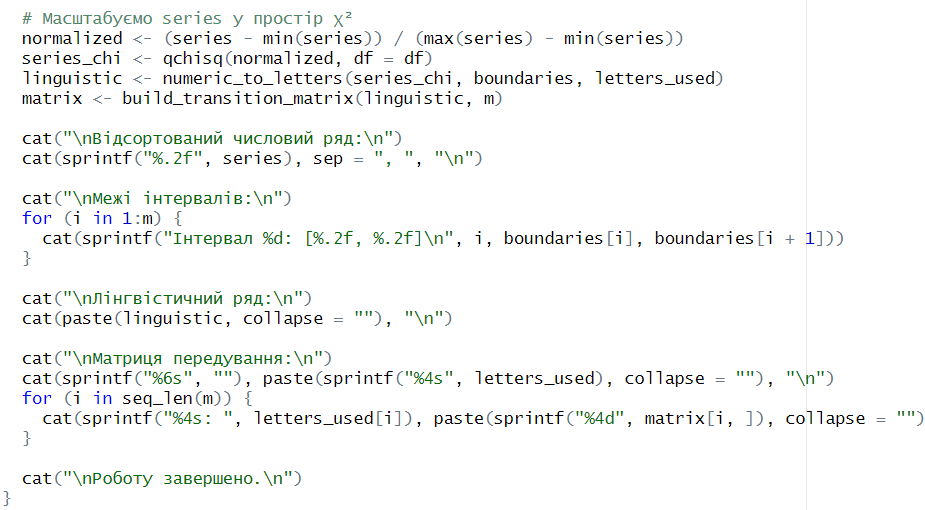 # Масштабуємо series у простір χ²
normalized <- (series - min(series)) / (max(series) - min(series))
series_chi <- qchisq(normalized, df = df)
linguistic <- numeric_to_letters(series_chi, boundaries, letters_used)
matrix <- build_transition_matrix(linguistic, m)
cat("\nВідсортований числовий ряд:\n")
cat(sprintf("%.2f", series), sep = ", ", "\n")
cat("\nМежі інтервалів:\n")
for (i in 1:m) {
cat(sprintf("Інтервал %d: [%.2f, %.2f]\n", i, boundaries[i], boundaries[i + 1]))
}
cat("\nЛінгвістичний ряд:\n")
cat(paste(linguistic, collapse = ""), "\n")
cat("\nМатриця передування:\n")
cat(sprintf("%6s", ""), paste(sprintf("%4s", letters_used), collapse = ""), "\n")
for (i in seq_len(m)) {
cat(sprintf("%4s: ", letters_used[i]), paste(sprintf("%4d", matrix[i, ]), collapse = "")
}
cat("\nРоботу завершено.\n")
}